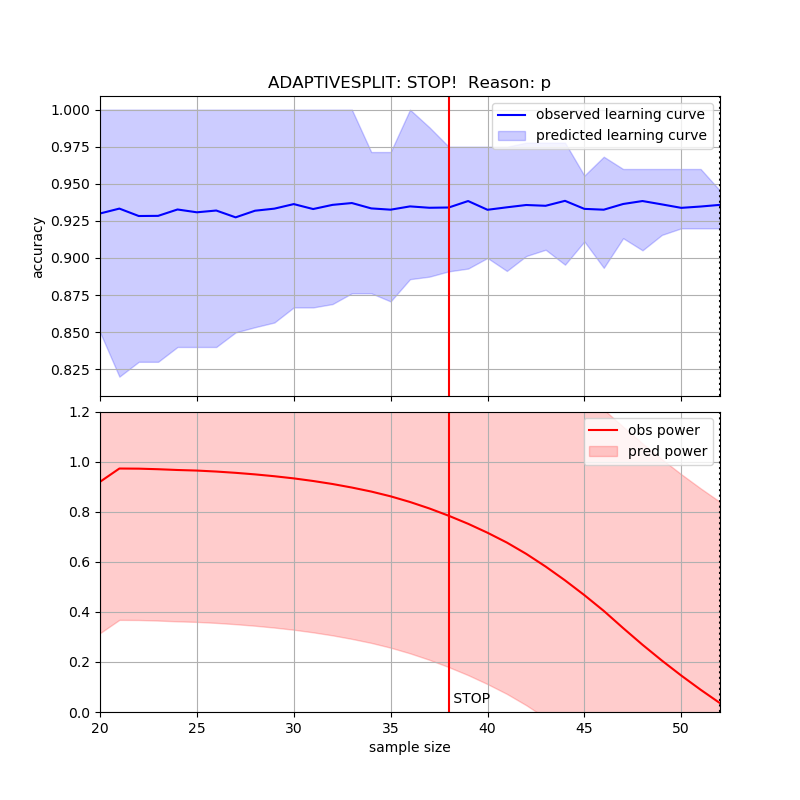 ADAPTIVESPLIT: STOP!  Reason: p
1.000
0.975
0.950
0.925
0.900
0.875
0.850
0.825
accuracy
observed learning curve
predicted learning curve
1.2
1.0
0.8
0.6
0.4
0.2
0.0
obs power
pred power
STOP
20 25 30 35 40 45 50
sample size